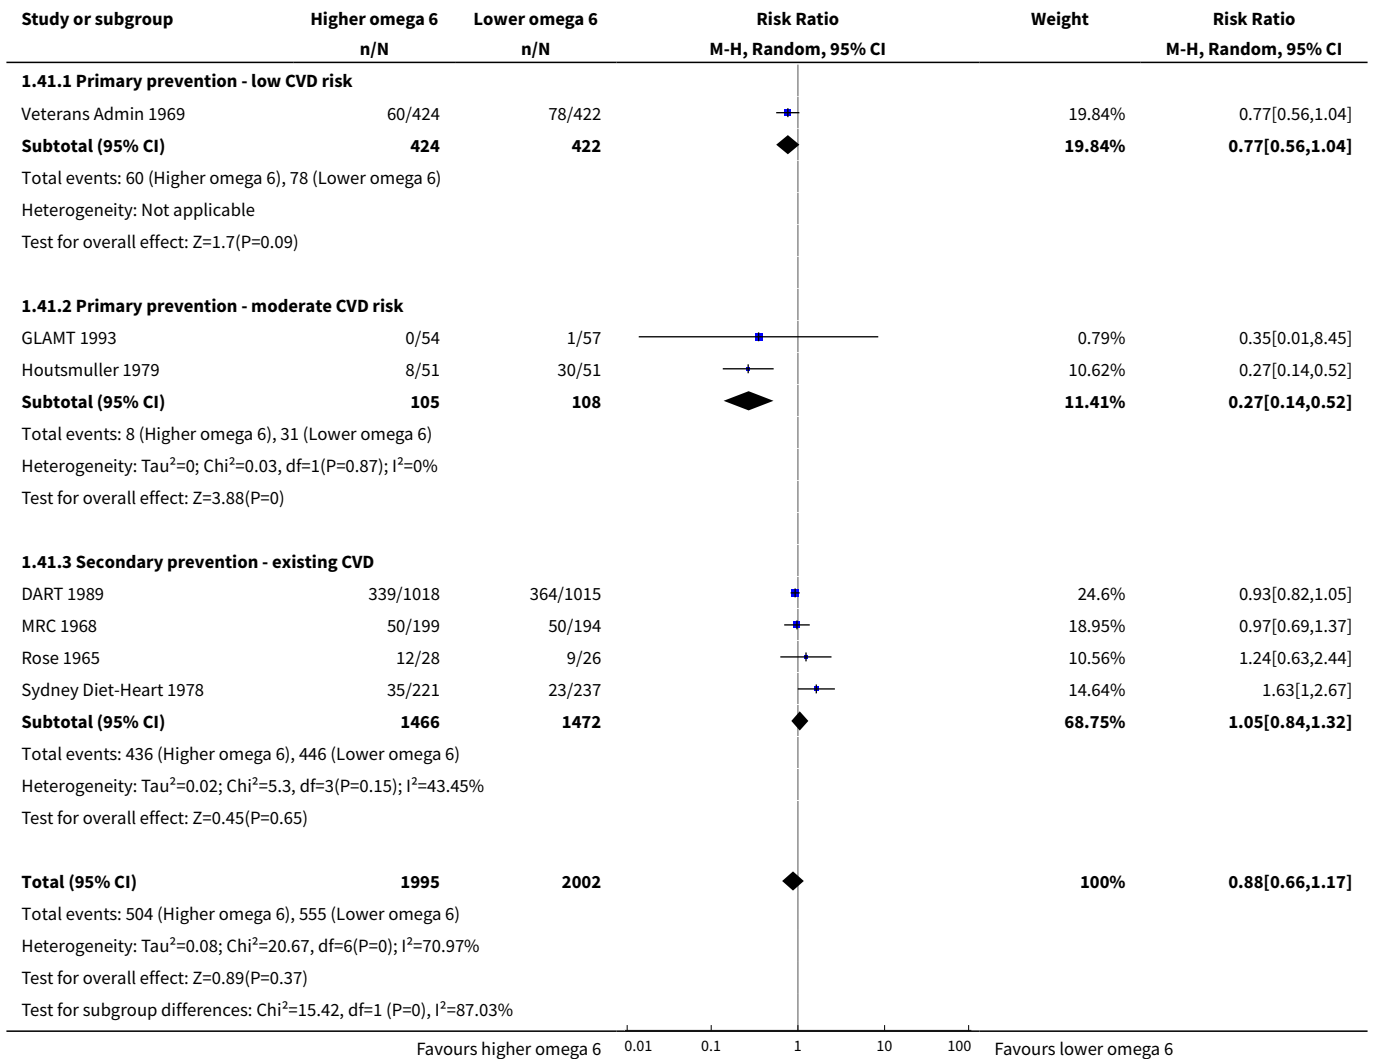 Study or subgroup Higher omega 6 Lower omega 6 Risk Ratio Weight Risk Ratio
n/N n/N M-H, Random, 95% CI M-H, Random, 95% CI
1.41.1 Primary prevention - low CVD risk
Veterans Admin 1969 60/424 78/422 19.84% 0.77[0.56,1.04]
Subtotal (95% CI) 424 422 19.84% 0.77[0.56,1.04]
Total events: 60 (Higher omega 6), 78 (Lower omega 6)
Heterogeneity: Not applicable
Test for overall effect: Z=1.7(P=0.09)
1.41.2 Primary prevention - moderate CVD risk
GLAMT 1993 0/54 1/57 0.79% 0.35[0.01,8.45]
Houtsmuller 1979 8/51 30/51 10.62% 0.27[0.14,0.52]
Subtotal (95% CI) 105 108 11.41% 0.27[0.14,0.52]
Total events: 8 (Higher omega 6), 31 (Lower omega 6)
Heterogeneity: Tau²=0; Chi²=0.03, df=1(P=0.87); I²=0%
Test for overall effect: Z=3.88(P=0)
1.41.3 Secondary prevention - existing CVD
DART 1989 339/1018 364/1015 24.6% 0.93[0.82,1.05]
MRC 1968 50/199 50/194 18.95% 0.97[0.69,1.37]
Rose 1965 12/28 9/26 10.56% 1.24[0.63,2.44]
Sydney Diet-Heart 1978 35/221 23/237 14.64% 1.63[1,2.67]
Subtotal (95% CI) 1466 1472 68.75% 1.05[0.84,1.32]
Total events: 436 (Higher omega 6), 446 (Lower omega 6)
Heterogeneity: Tau²=0.02; Chi²=5.3, df=3(P=0.15); I²=43.45%
Test for overall effect: Z=0.45(P=0.65)
Total (95% CI) 1995 2002 100% 0.88[0.66,1.17]
Total events: 504 (Higher omega 6), 555 (Lower omega 6)
Heterogeneity: Tau²=0.08; Chi²=20.67, df=6(P=0); I²=70.97%
Test for overall effect: Z=0.89(P=0.37)
Test for subgroup differences: Chi²=15.42, df=1 (P=0), I²=87.03%
Favours higher omega 6 0.01 0.1 1 10 100 Favours lower omega 6